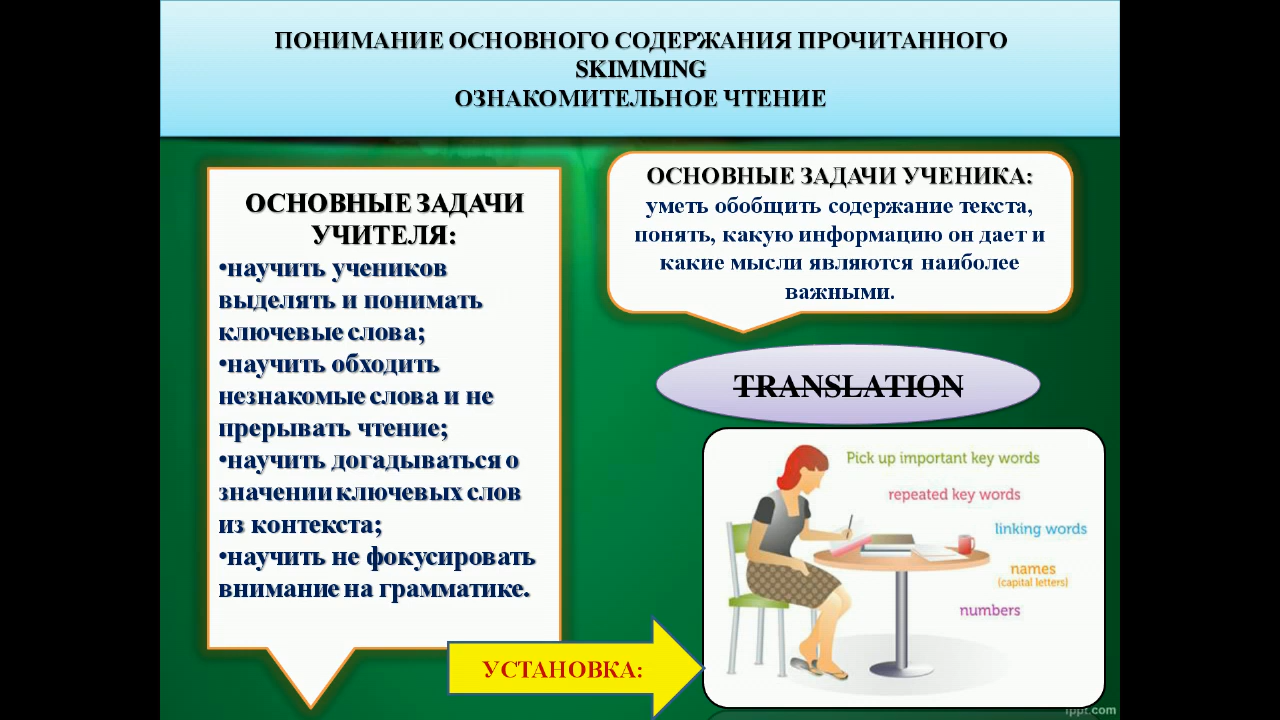 ПОНИМАНИЕ ОСНОВНОГО СОДЕРЖАНИЯ ПРОЧИТАННОГО
SKIMMING
ОЗНАКОМИТЕЛЬНОЕ ЧТЕНИЕ
ОСНОВНЫЕ ЗАДАЧИ
УЧИТЕЛЯ:
•научить учеников
выделять и понимать
ключевые слова;
•научить обходить
незнакомые слова и не
прерывать чтение;
•научить догадываться о
значении ключевых слов
из контекста;
•научить не фокусировать
внимание на грамматике.
ОСНОВНЫЕ ЗАДАЧИ УЧЕНИКА:
уметь обобщить содержание текста,
понять, какую информацию он дает и
какие мысли являются наиболее
важными.
TRANSLATION
УСТАНОВКА:
Pick up important key words
repeated key words
linking words
names
(capital letters)
numbers
fppt.com